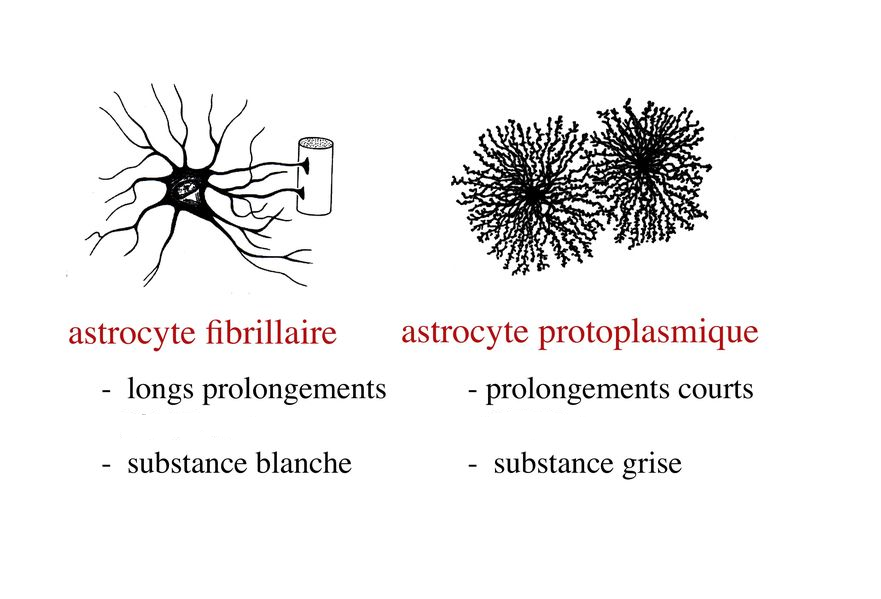 astrocyte fibrillaire
- longs prolongements
- substance blanche
astrocyte protoplasmique
- prolongements courts
- substance grise